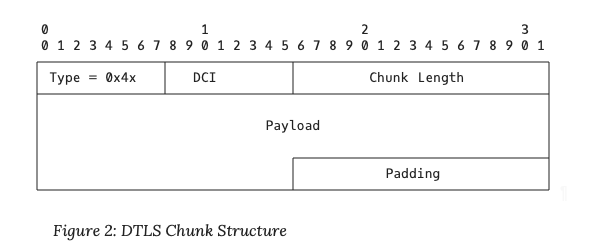 0 1 2 3
0 1 2 3 4 5 6 7 8 9 0 1 2 3 4 5 6 7 8 9 0 1 2 3 4 5 6 7 8 9 0 1
Type = 0x4x DCI Chunk Length
Payload
Padding
Figure 2: DTLS Chunk Structure